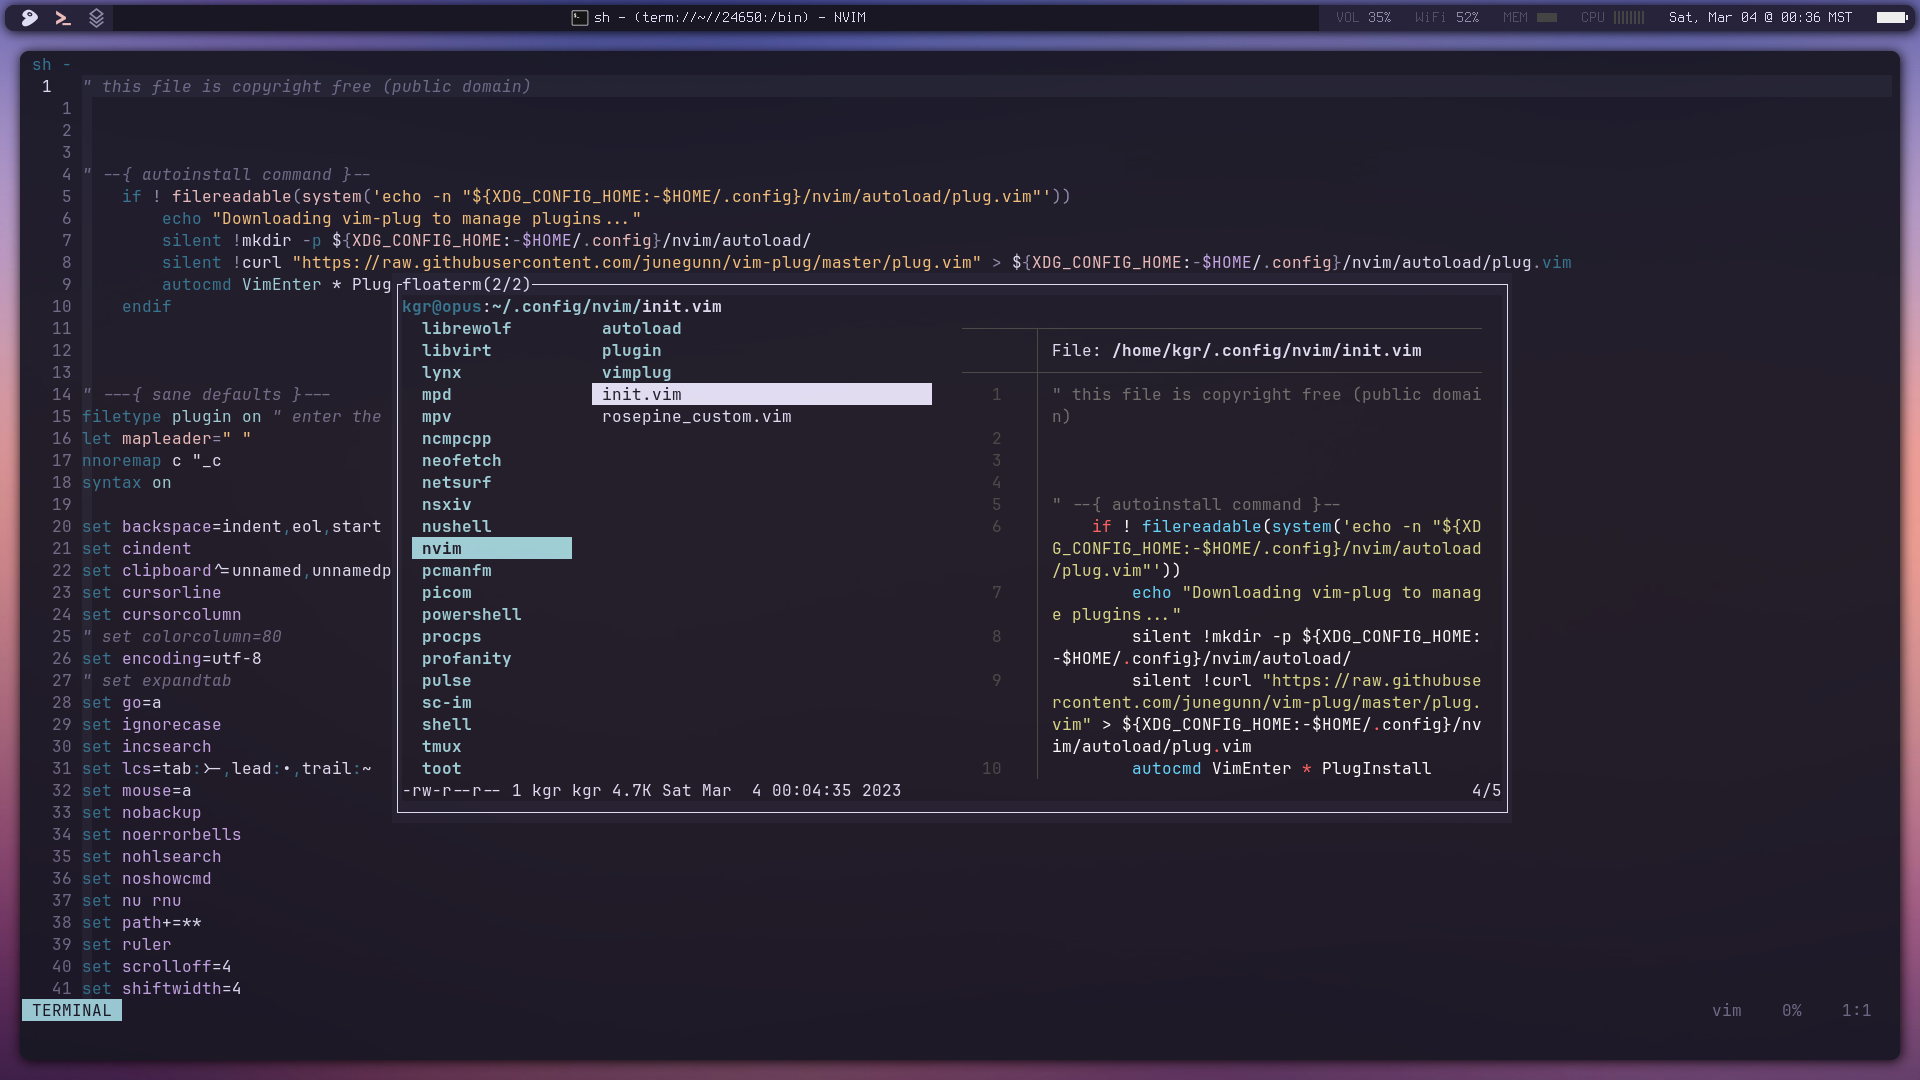 sh - (term://~//24650:/bin) - NVIM
VOL 35% WiFi 52% MEM CPU Sat, Mar 04 @ 00:36 MST
sh -
1 " this file is copyright free (public domain)
1
2
3
4 " --{ autoinstall command }--
5 if ! filereadable(system('echo -n "${XDG_CONFIG_HOME:-$HOME/.config}/nvim/autoload/plug.vim"'))
6 echo "Downloading vim-plug to manage plugins..."
7 silent !mkdir -p ${XDG_CONFIG_HOME:-$HOME/.config}/nvim/autoload/
8 silent !curl "https://raw.githubusercontent.com/junegunn/vim-plug/master/plug.vim" > ${XDG_CONFIG_HOME:-$HOME/.config}/nvim/autoload/plug.vim
9 autocmd VimEnter * Plug
10 endif
11
12
13
14 " ---{ sane defaults }---
15 filetype plugin on " enter the
16 let mapleader=" "
17 nnoremap c "_c
18 syntax on
19
20 set backspace=indent,eol,start
21 set cindent
22 set clipboard^=unnamed,unnamedp
23 set cursorline
24 set cursorcolumn
25 " set colorcolumn=80
26 set encoding=utf-8
27 " set expandtab
28 set go=a
29 set ignorecase
30 set incsearch
31 set lcs=tab:>-,lead:•,trail:~
32 set mouse=a
33 set nobackup
34 set noerrorbells
35 set nohlsearch
36 set noshowcmd
37 set nu rnu
38 set path+=**
39 set ruler
40 set scrolloff=4
41 set shiftwidth=4
floaterm(2/2)
kgr@opus:~/.config/nvim/init.vim
librewolf
libvirt
lynx
mpd
mpv
ncmpcpp
neofetch
netsurf
nsxiv
nushell
nvim
pcmanfm
picom
powershell
procps
profanity
pulse
sc-im
shell
tmux
toot
autoload
plugin
vimplug
init.vim
rosepine_custom.vim
File: /home/kgr/.config/nvim/init.vim
1 " this file is copyright free (public domai
n)
2
3
4
5 " --{ autoinstall command }--
6 if ! filereadable(system('echo -n "${XD
G_CONFIG_HOME:-$HOME/.config}/nvim/autoload
/plug.vim"'))
7 echo "Downloading vim-plug to manag
e plugins..."
8 silent !mkdir -p ${XDG_CONFIG_HOME:
-$HOME/.config}/nvim/autoload/
9 silent !curl "https://raw.githubuse
rcontent.com/junegunn/vim-plug/master/plug.
vim" > ${XDG_CONFIG_HOME:-$HOME/.config}/nv
im/autoload/plug.vim
10 autocmd VimEnter * PlugInstall
-rw-r--r-- 1 kgr kgr 4.7K Sat Mar  4 00:04:35 2023 4/5
TERMINAL vim 0% 1:1